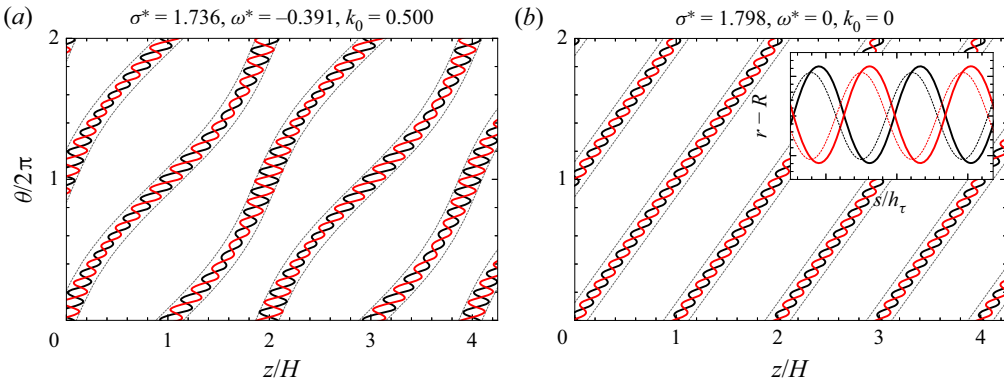 (a) σ* = 1.736, ω* = –0.391, k₀ = 0.500
2
1
0
θ/2π
0 1 2 3 4
z/H
(b) σ* = 1.798, ω* = 0, k₀ = 0
2
1
0
r – R
s/hτ
1 2 3 4
z/H